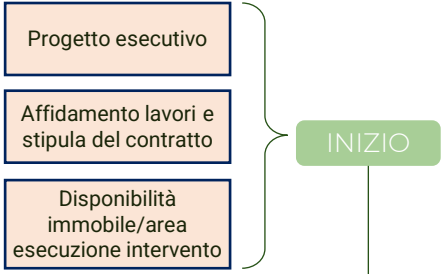 Progetto esecutivo
Affidamento lavori e
stipula del contratto
Disponibilità
immobile/area
esecuzione intervento
INIZIO